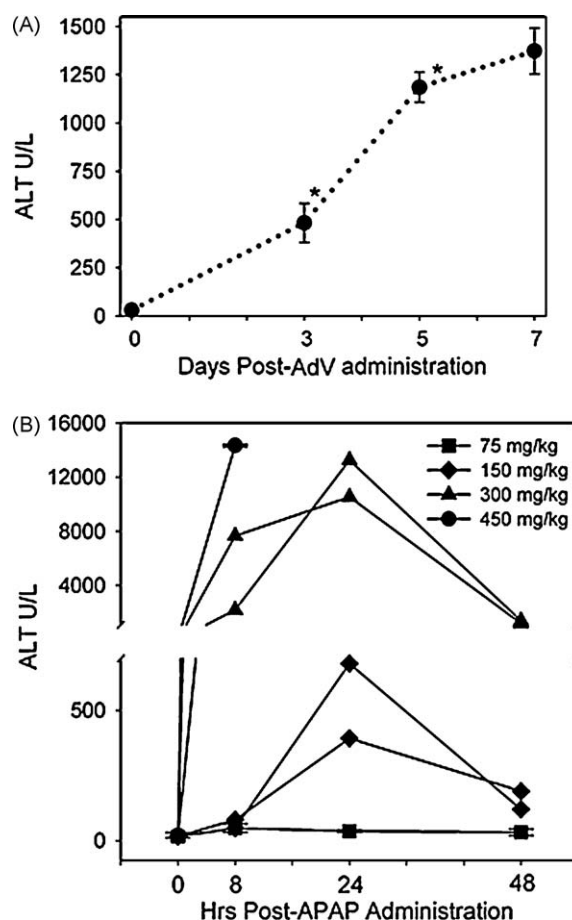 (A)
1500
1250
1000
750
500
250
0
ALT U/L
*
*
0 3 5 7
Days Post-AdV administration
(B)
16000
12000
8000
4000
500
0
ALT U/L
75 mg/kg
150 mg/kg
300 mg/kg
450 mg/kg
0 8 24 48
Hrs Post-APAP Administration